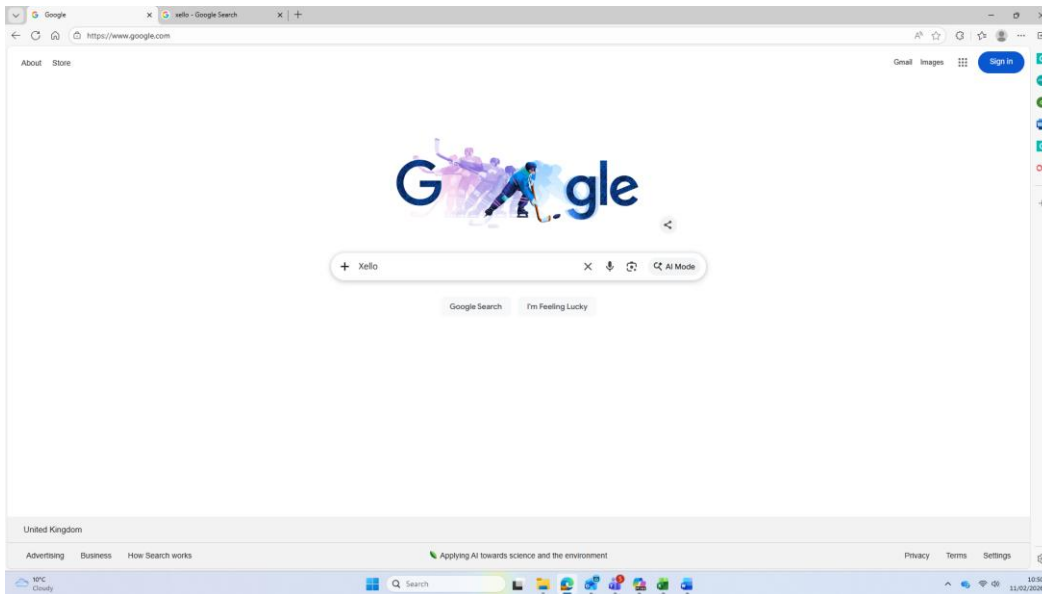 Google
xello - Google Search
https://www.google.com
About Store
Gmail Images Sign in
G gle
Xello
AI Mode
Google Search I'm Feeling Lucky
United Kingdom
Advertising Business How Search works
Applying AI towards science and the environment
Privacy Terms Settings
10°C
Cloudy
Search